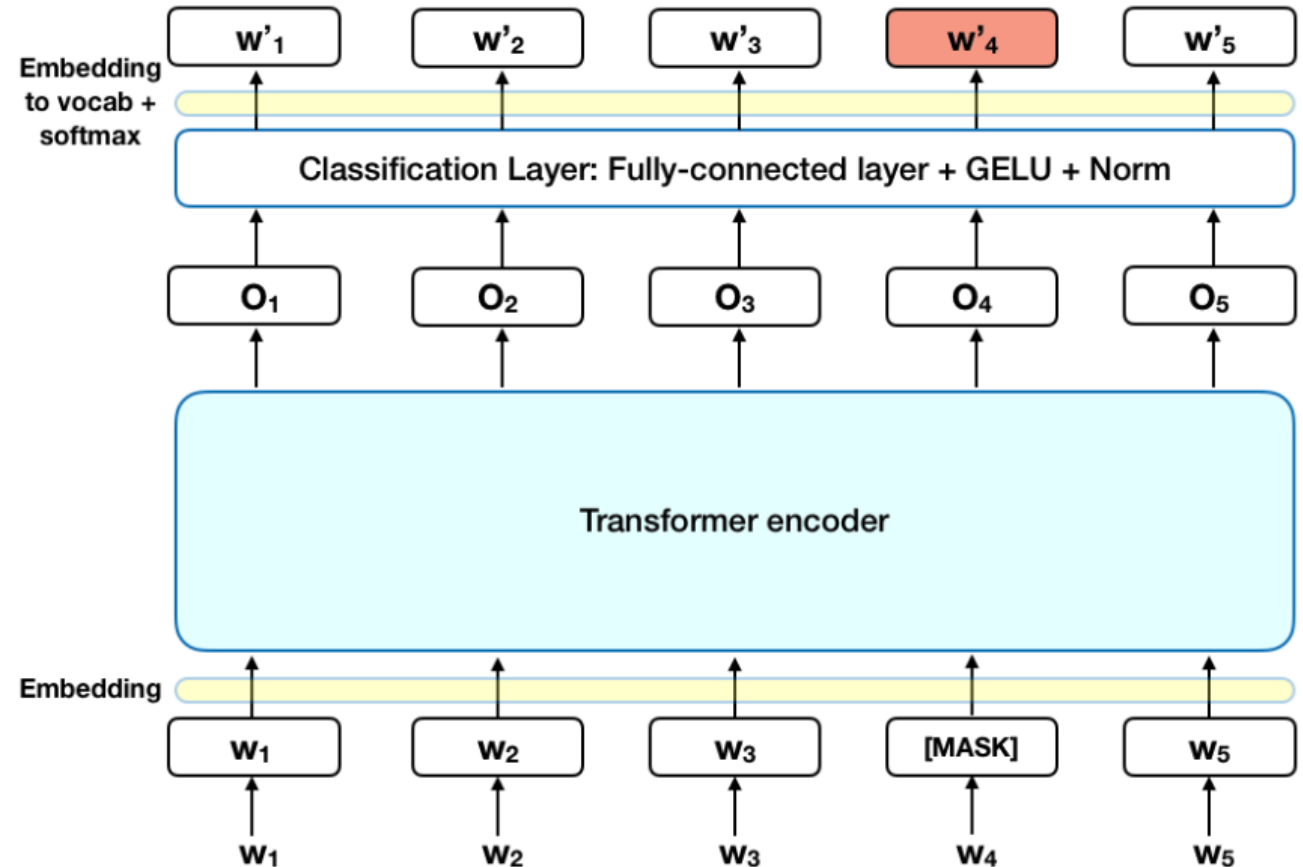 w'₁ w'₂ w'₃ w'₄ w'₅
Embedding
to vocab +
softmax
Classification Layer: Fully-connected layer + GELU + Norm
O₁ O₂ O₃ O₄ O₅
Transformer encoder
Embedding
W₁ W₂ W₃ [MASK] W₅
W₁ W₂ W₃ W₄ W₅